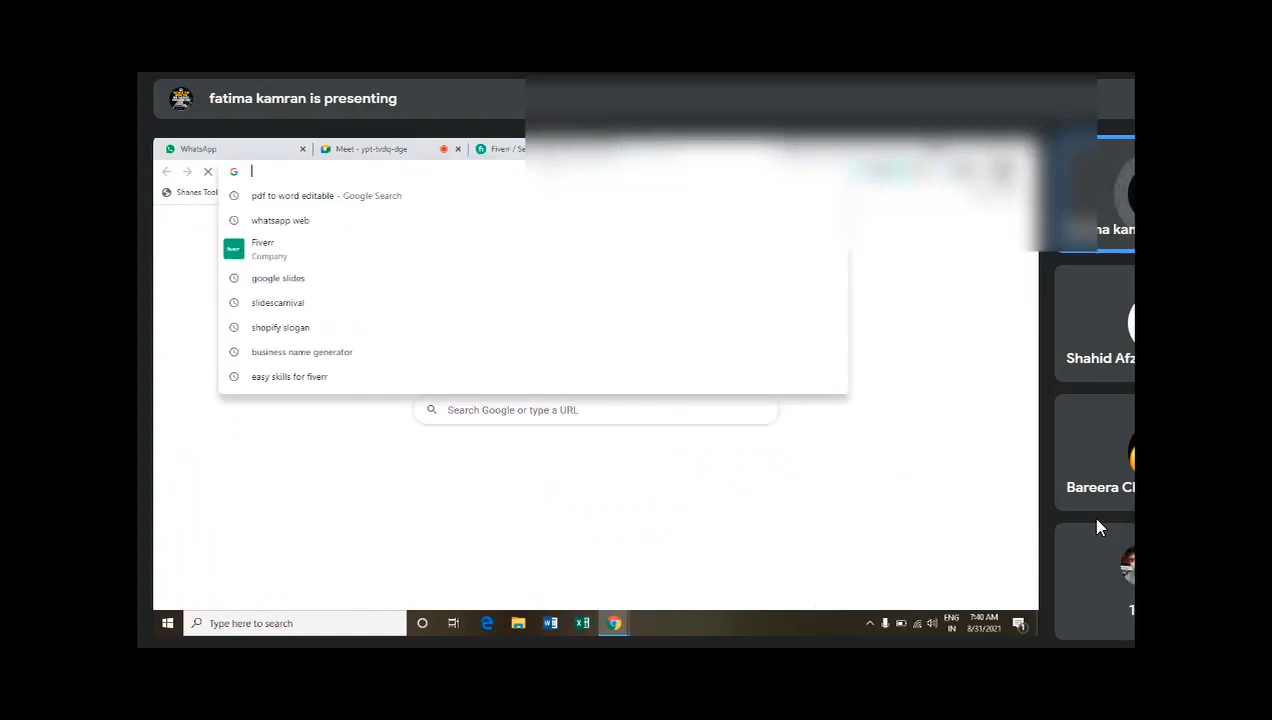 fatima kamran is presenting
WhatsApp
Meet - ypt-tvdq-dge
Fiverr / Se
Shanes Tool
pdf to word editable - Google Search
whatsapp web
fiverr
Fiverr
Company
google slides
slidescarnival
shopify slogan
business name generator
easy skills for fiverr
Search Google or type a URL
Shahid Afz
Bareera C
Type here to search
ENG
IN
7:40 AM
8/31/2021